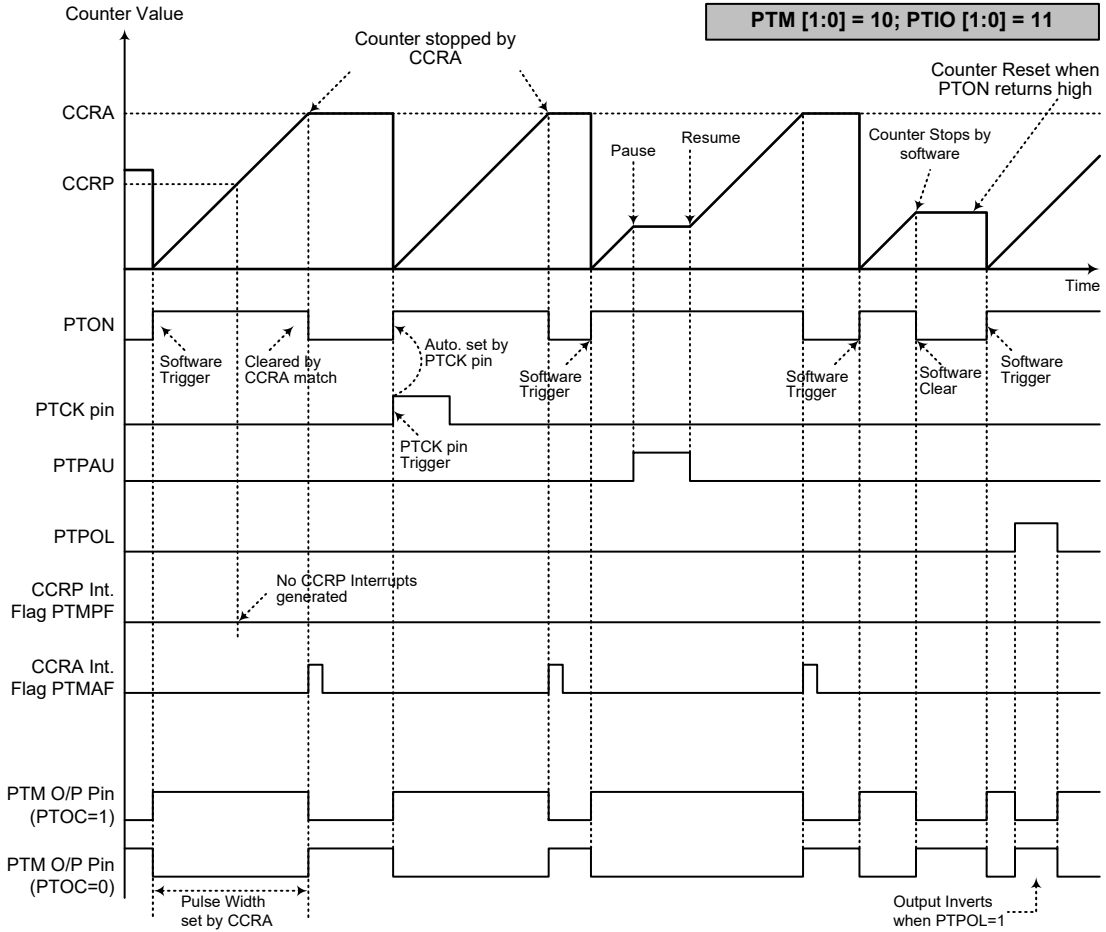 Counter Value
PTM [1:0] = 10; PTIO [1:0] = 11
Counter stopped by
CCRA
Counter Reset when
PTON returns high
CCRA
Pause
Resume
Counter Stops by
software
CCRP
Time
PTON
Software
Trigger
Cleared by
CCRA match
Auto. set by
PTCK pin
Software
Trigger
Software
Trigger
Software
Clear
Software
Trigger
PTCK pin
PTCK pin
Trigger
PTPAU
PTPOL
No CCRP Interrupts
generated
CCRP Int.
Flag PTMPF
CCRA Int.
Flag PTMAF
PTM O/P Pin
(PTOC=1)
PTM O/P Pin
(PTOC=0)
Pulse Width
set by CCRA
Output Inverts
when PTPOL=1